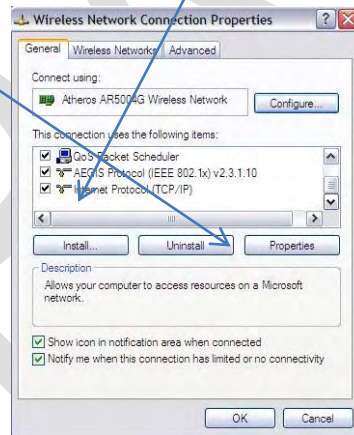 Wireless Network Connection Properties
General Wireless Networks Advanced
Connect using:
Atheros AR5004G Wireless Network Configure...
This connection uses the following items:
QoS Packet Scheduler
AEGIS Protocol (IEEE 802.1x) v2.3.1.10
Internet Protocol (TCP/IP)
Install... Uninstall Properties
Description
Allows your computer to access resources on a Microsoft
network.
Show icon in notification area when connected
Notify me when this connection has limited or no connectivity
OK Cancel